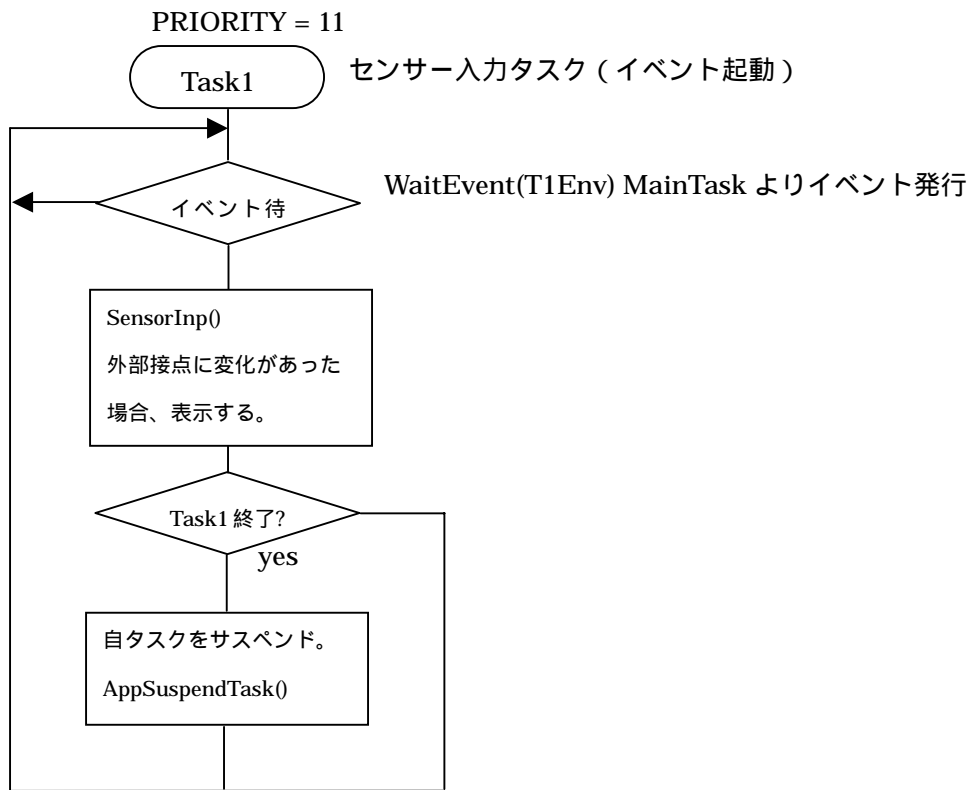 PRIORITY = 11
Task1
センサー入力タスク（イベント起動）
WaitEvent(T1Env) MainTask よりイベント発行
イベント待
SensorInp()
外部接点に変化があった
場合、表示する。
Task1 終了?
yes
自タスクをサスペンド。
AppSuspendTask()